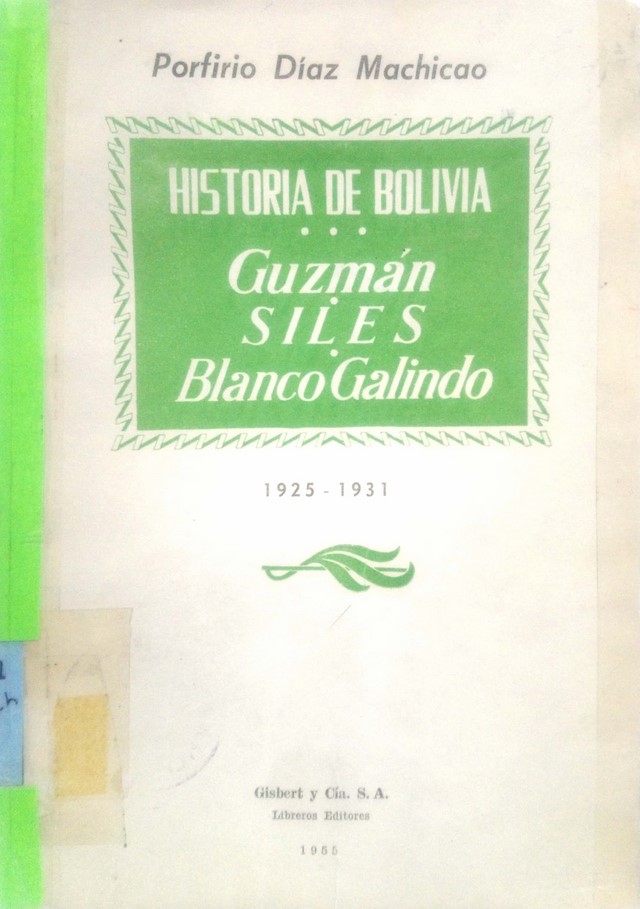 Porfirio Díaz Machicao
HISTORIA DE BOLIVIA
• • •
Guzmán
•
SILES
•
Blanco Galindo
1925 - 1931
Gisbert y Cía. S. A.
Libreros Editores
1955